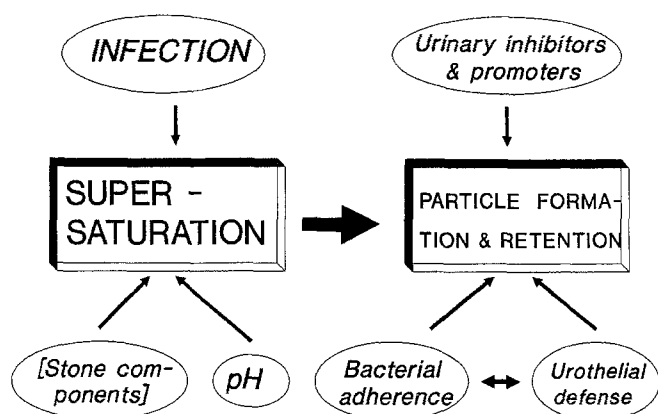 INFECTION
Urinary inhibitors
& promoters
SUPER -
SATURATION
PARTICLE FORMA-
TION & RETENTION
[Stone com-
ponents]
pH
Bacterial
adherence
Urothelial
defense